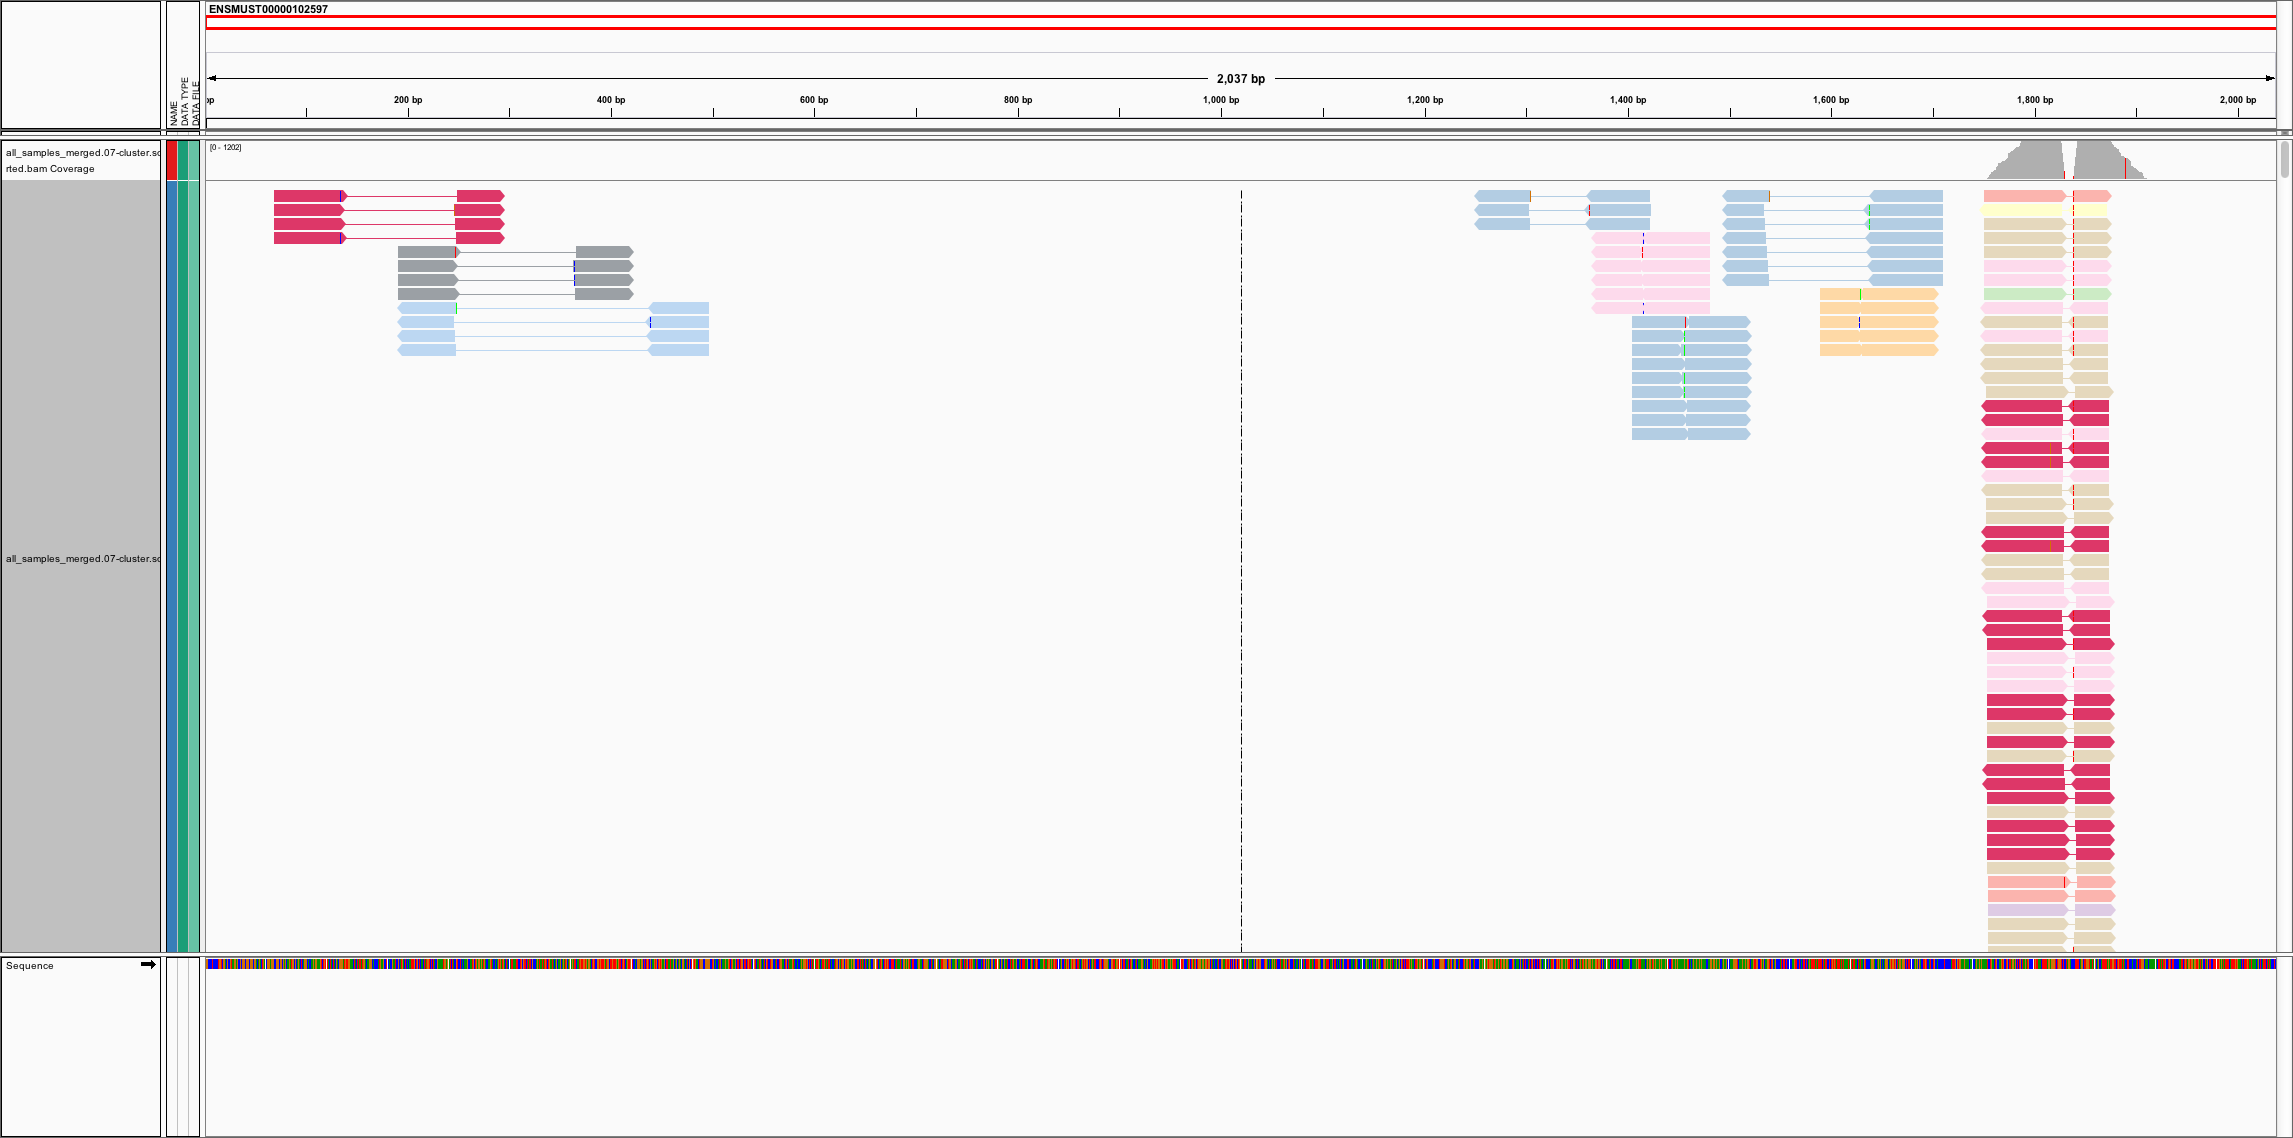 ENSMUST00000102597
NAME
DATA TYPE
DATA FILE
2,037 bp
bp
200 bp
400 bp
600 bp
800 bp
1,000 bp
1,200 bp
1,400 bp
1,600 bp
1,800 bp
2,000 bp
all_samples_merged.07-cluster.so
rted.bam Coverage
[0 - 1202]
all_samples_merged.07-cluster.so
Sequence